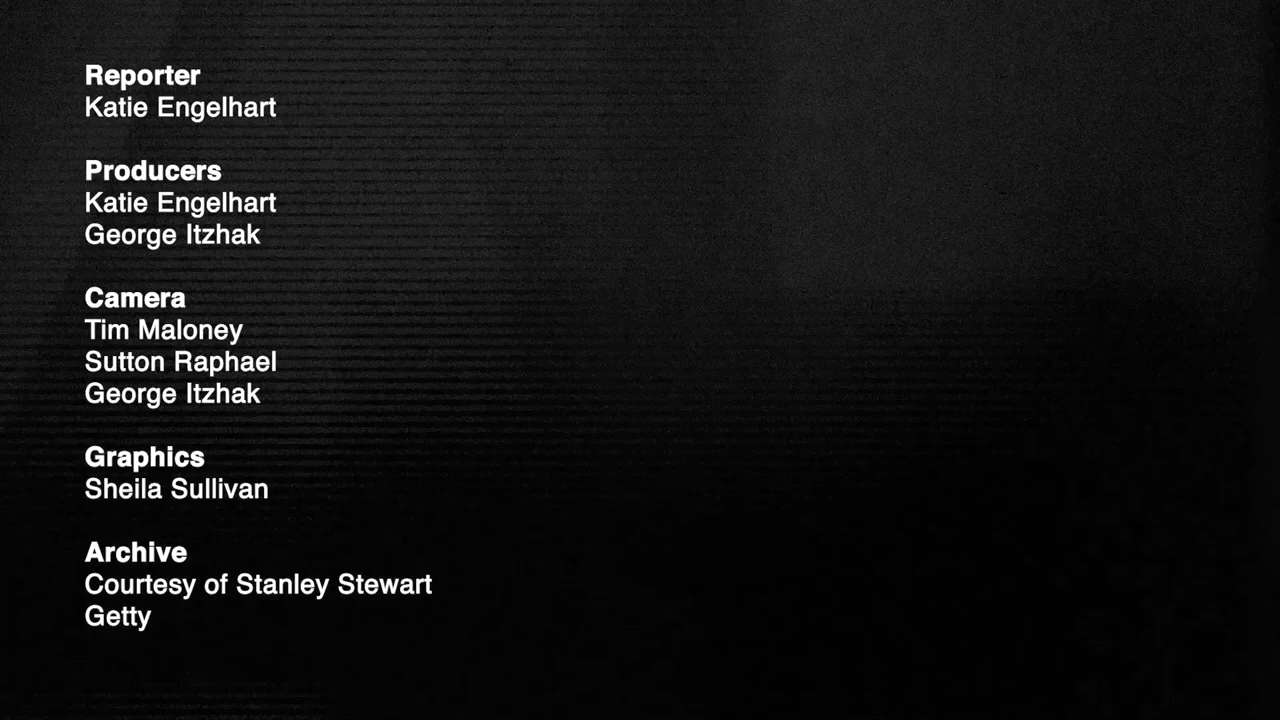 Reporter
Katie Engelhart
Producers
Katie Engelhart
George Itzhak
Camera
Tim Maloney
Sutton Raphael
George Itzhak
Graphics
Sheila Sullivan
Archive
Courtesy of Stanley Stewart
Getty